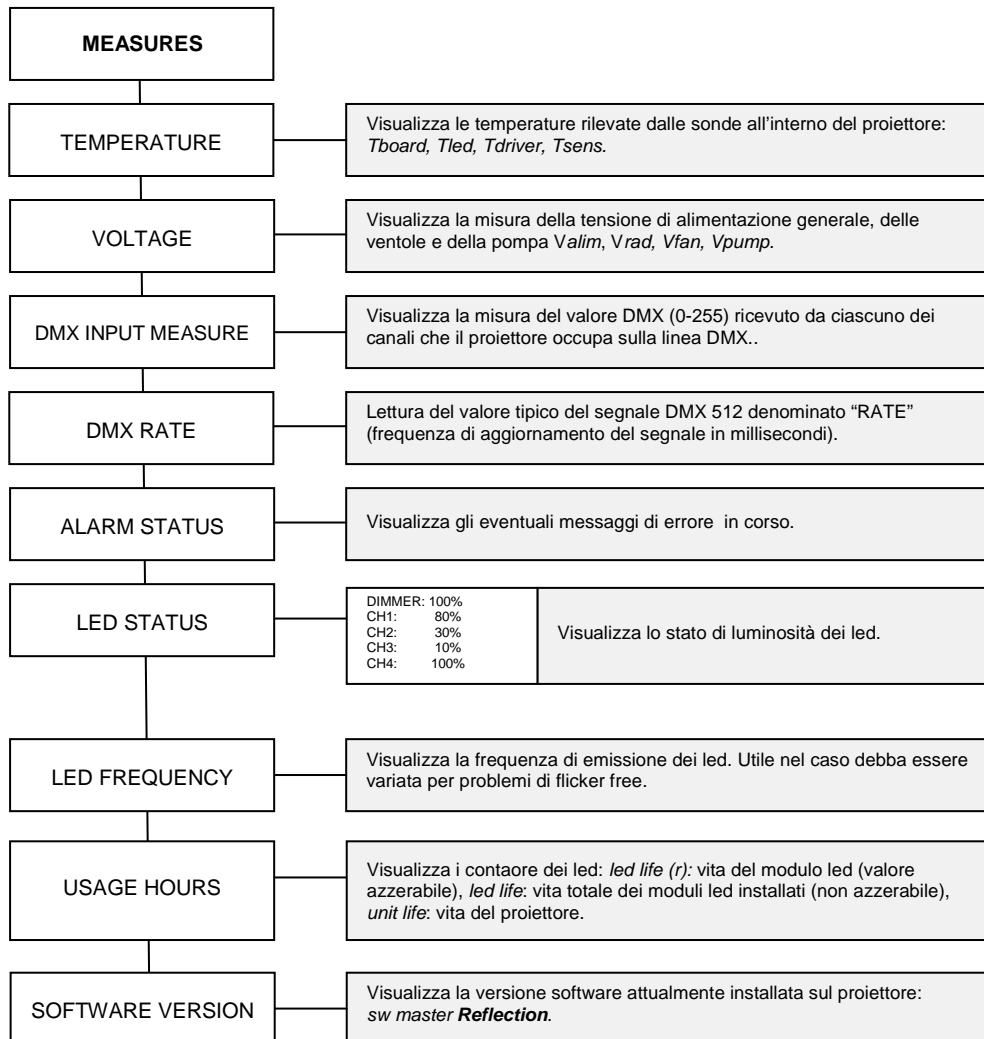 MEASURES
TEMPERATURE
Visualizza le temperature rilevate dalle sonde all'interno del proiettore:
Tboard, Tled, Tdriver, Tsens.
VOLTAGE
Visualizza la misura della tensione di alimentazione generale, delle
ventole e della pompa Valim, Vrad, Vfan, Vpump.
DMX INPUT MEASURE
Visualizza la misura del valore DMX (0-255) ricevuto da ciascuno dei
canali che il proiettore occupa sulla linea DMX..
DMX RATE
Lettura del valore tipico del segnale DMX 512 denominato “RATE”
(frequenza di aggiornamento del segnale in millisecondi).
ALARM STATUS
Visualizza gli eventuali messaggi di errore in corso.
LED STATUS
DIMMER: 100%
CH1: 80%
CH2: 30%
CH3: 10%
CH4: 100%
Visualizza lo stato di luminosità dei led.
LED FREQUENCY
Visualizza la frequenza di emissione dei led. Utile nel caso debba essere
variata per problemi di flicker free.
USAGE HOURS
Visualizza i contaore dei led: led life (r): vita del modulo led (valore
azzerabile), led life: vita totale dei moduli led installati (non azzerabile),
unit life: vita del proiettore.
SOFTWARE VERSION
Visualizza la versione software attualmente installata sul proiettore:
sw master Reflection.